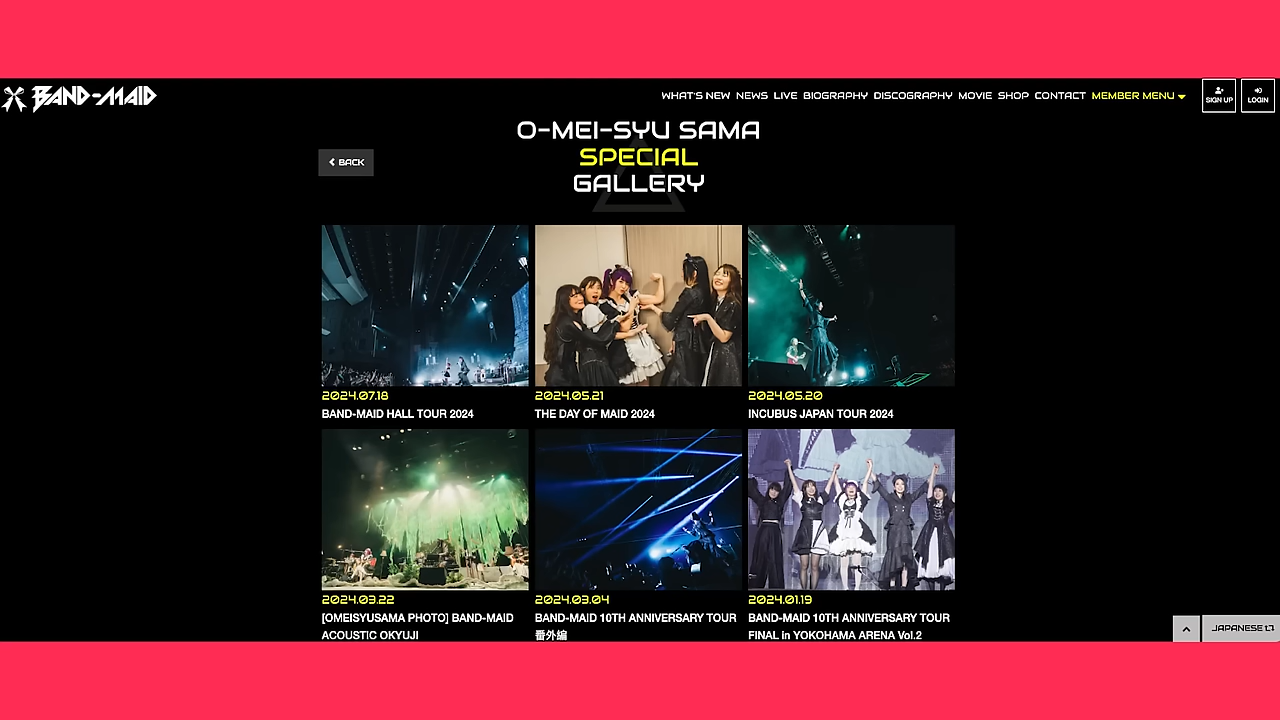 BAND-MAID
WHAT'S NEW NEWS LIVE BIOGRAPHY DISCOGRAPHY MOVIE SHOP CONTACT MEMBER MENU
SIGN UP
LOGIN
O-MEI-SYU SAMA
SPECIAL
GALLERY
BACK
2024.07.18
BAND-MAID HALL TOUR 2024
2024.05.21
THE DAY OF MAID 2024
2024.05.20
INCUBUS JAPAN TOUR 2024
2024.03.22
[OMEISYUSAMA PHOTO] BAND-MAID
ACOUSTIC OKYUJI
2024.03.04
BAND-MAID 10TH ANNIVERSARY TOUR
番外編
2024.01.19
BAND-MAID 10TH ANNIVERSARY TOUR
FINAL in YOKOHAMA ARENA Vol.2
JAPANESE